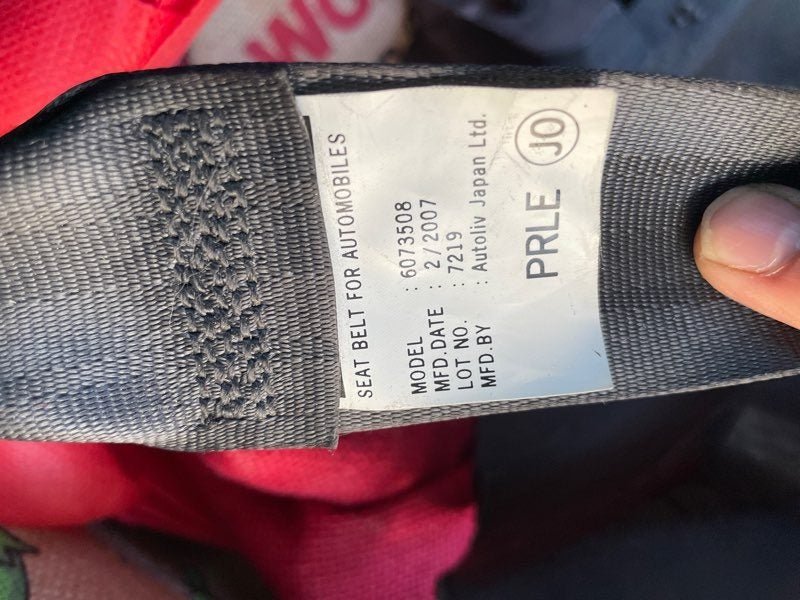 WO
SEAT BELT FOR AUTOMOBILES
MODEL : 6073508
MFD.DATE : 2/2007
LOT NO. : 7219
MFD.BY : Autoliv Japan Ltd.
PRLE JO